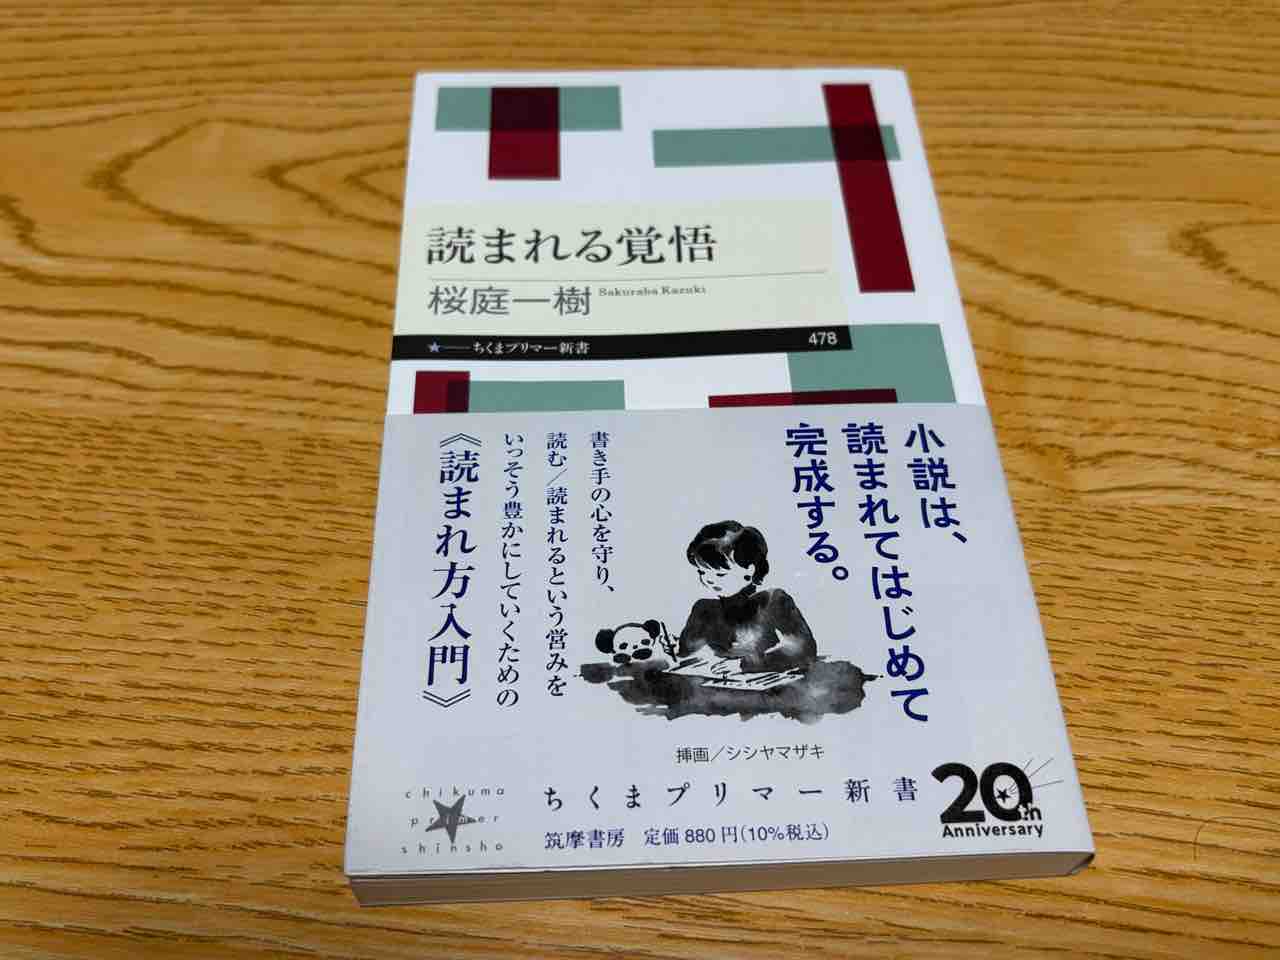 読まれる覚悟
桜庭一樹 Sakuraba Kazuki
★──ちくまプリマー新書 478
小説は、
読まれてはじめて
完成する。
書き手の心を守り、
読む／読まれるという営みを
いっそう豊かにしていくための
《読まれ方入門》
挿画／シシヤマザキ
chikuma
primer
shinsho
ちくまプリマー新書
筑摩書房 定価880円(10%税込)
20th
Anniversary